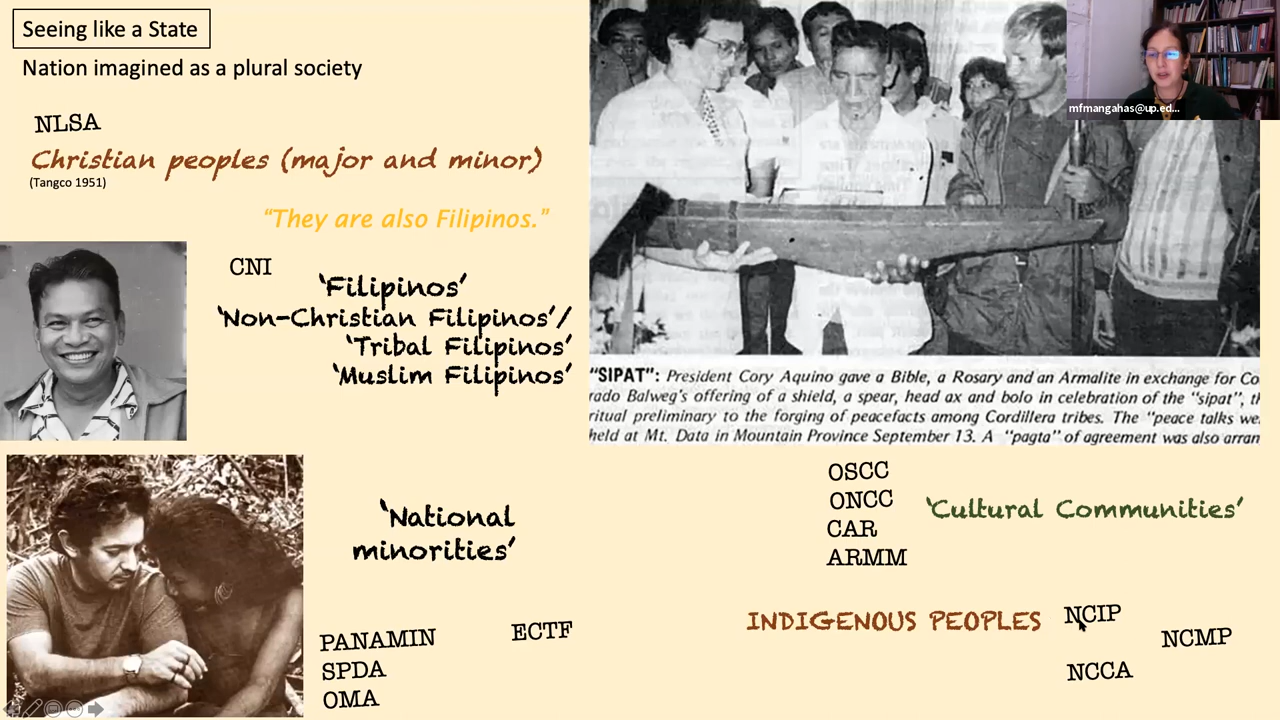 Seeing like a State
Nation imagined as a plural society
NLSA
Christian peoples (major and minor)
(Tangco 1951)
“They are also Filipinos."
CNI
‘Filipinos’
‘Non-Christian Filipinos’/
‘Tribal Filipinos’
‘Muslim Filipinos’
mfmangahas@up.ed...
"SIPAT": President Cory Aquino gave a Bible, a Rosary and an Armalite in exchange for Co
rado Balweg's offering of a shield, a spear, head ax and bolo in celebration of the "sipat", th
ritual preliminary to the forging of peacefacts among Cordillera tribes. The "peace talks we
held at Mt. Data in Mountain Province September 13. A "pagta" of agreement was also arran
‘National
minorities’
PANAMIN
ECTF
SPDA
OMA
OSCC
ONCC
CAR
ARMM
‘Cultural Communities’
INDIGENOUS PEOPLES
NCIP
NCMP
NCCA